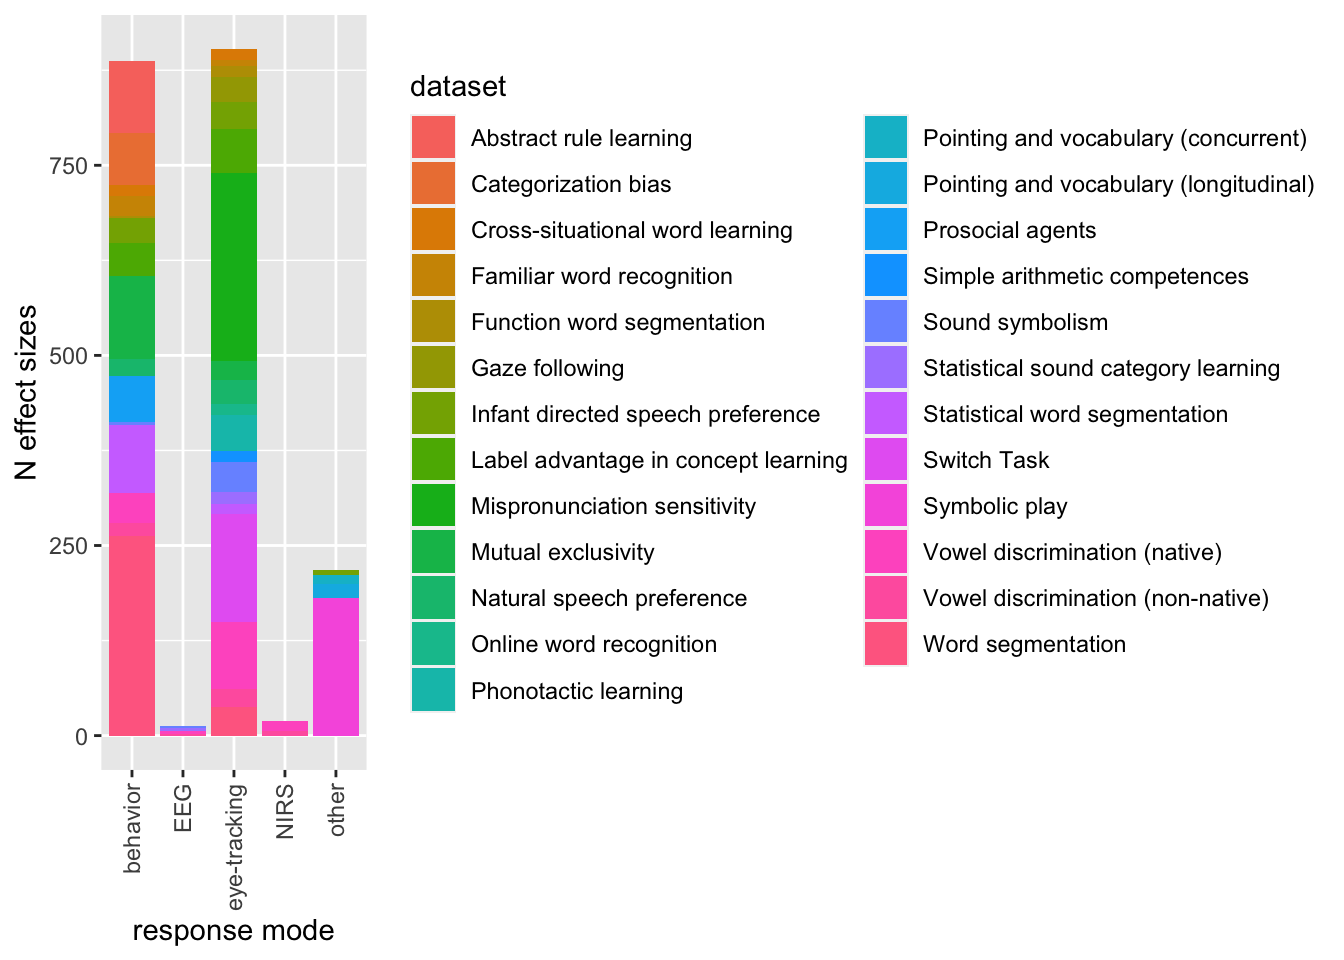 dataset
Abstract rule learning
Categorization bias
Cross-situational word learning
Familiar word recognition
Function word segmentation
Gaze following
Infant directed speech preference
Label advantage in concept learning
Mispronunciation sensitivity
Mutual exclusivity
Natural speech preference
Online word recognition
Phonotactic learning
Pointing and vocabulary (concurrent)
Pointing and vocabulary (longitudinal)
Prosocial agents
Simple arithmetic competences
Sound symbolism
Statistical sound category learning
Statistical word segmentation
Switch Task
Symbolic play
Vowel discrimination (native)
Vowel discrimination (non-native)
Word segmentation
N effect sizes
750
500
250
0
behavior
EEG
eye-tracking
NIRS
other
response mode